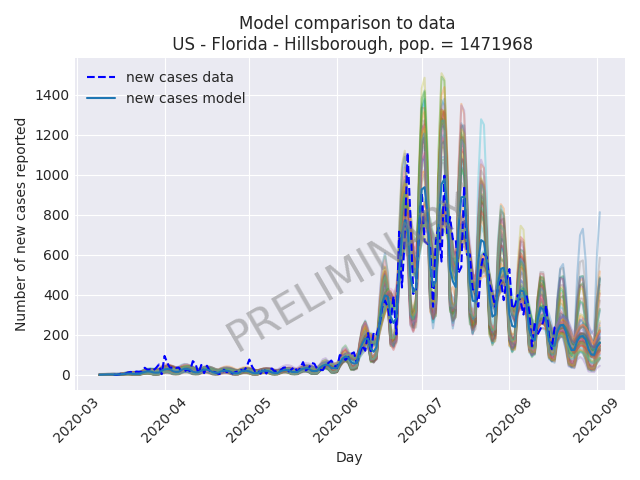 Model comparison to data
US - Florida - Hillsborough, pop. = 1471968
new cases data
new cases model
Number of new cases reported
1400
1200
1000
800
600
400
200
0
2020-03
2020-04
2020-05
2020-06
2020-07
2020-08
2020-09
Day